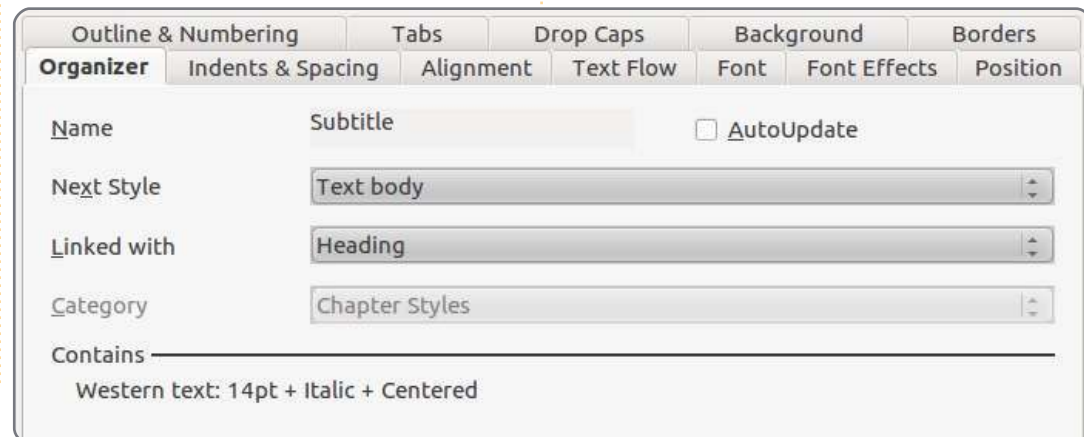 Outline & Numbering Tabs Drop Caps Background Borders
Organizer Indents & Spacing Alignment Text Flow Font Font Effects Position
Name Subtitle AutoUpdate
Next Style Text body
Linked with Heading
Category Chapter Styles
Contains
Western text: 14pt + Italic + Centered